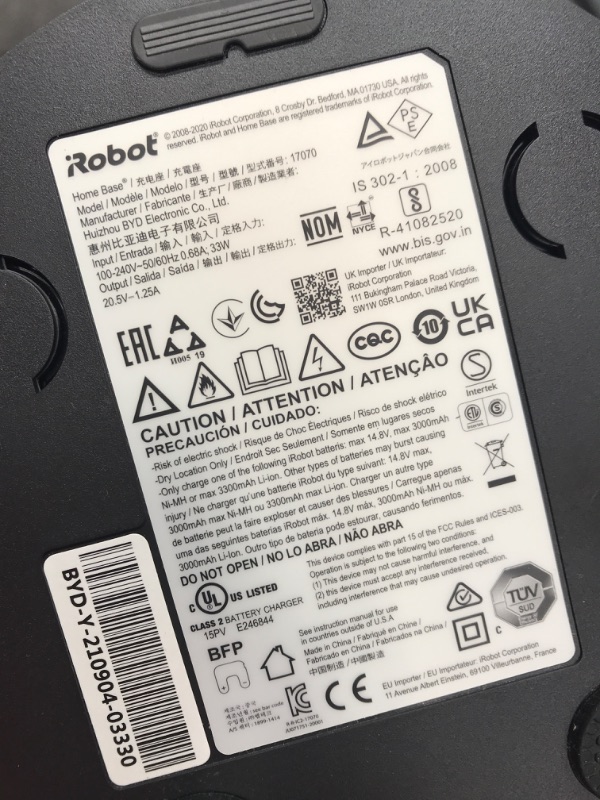 iRobot®
© 2008-2020 iRobot Corporation, 8 Crosby Dr. Bedford, MA 01730 USA. All rights
reserved. iRobot and Home Base are registered trademarks of iRobot Corporation.
Home Base® / 充电座 / 充電座
Model / Modèle / Modelo / 型号 / 型號 / 型式番号: 17070
Manufacturer / Fabricante / 生产厂 / 廠商 / 製造業者:
Huizhou BYD Electronic Co., Ltd.
惠州比亚迪电子有限公司
Input / Entrada / 输入 / 輸入 / 定格入力:
100-240V~50/60Hz 0.68A, 33W
Output / Salida / Saída / 输出 / 輸出 / 定格出力:
20.5V⎓1.25A
PS
E
アイロボットジャパン合同会社
IS 302-1 : 2008
R-41082520
www.bis.gov.in
NOM
NYCE
UK Importer / UK Importateur:
iRobot Corporation
111 Buckingham Palace Road, Victoria,
SW1W 0SR London, United Kingdom
EAC
H005 19
CQC
10
UK
CA
Intertek
CAUTION / ATTENTION / ATENÇÃO
PRECAUCIÓN / CUIDADO:
-Risk of electric shock / Risque de Choc Électriques / Risco de shock elétrico
-Dry Location Only / Endroit Sec Seulement / Somente em lugares secos
-Only charge one of the following iRobot batteris: max 14.8V, max 3000mAh
Ni-MH or max 3300mAh Li-Ion. Other types of batteries may burst causing
injury / Ne charger qu'une batterie iRobot du type suivant: 14.8V max,
3000mAh max Ni-MH ou 3300mAh max Li-Ion. Charger un autre type
de batterie peut la faire exploser et causer des blessures / Carregue apenas
uma das seguintes batérias iRobot máx. 14.8V máx, 3000mAh Ni-MH ou máx.
3000mAh Li-Ion. Outro tipo de bateria pode estourar, causando ferimentos.
DO NOT OPEN / NO LO ABRA / NÃO ABRA
C UL US LISTED
CLASS 2 BATTERY CHARGER
15PV E246844
BFP
This device complies with part 15 of the FCC Rules and ICES-003.
Operation is subject to the following two conditions:
(1) This device may not cause harmful interference, and
(2) this device must accept any interference received,
including interference that may cause undesired operation.
See instruction manual for use
in countries outside of U.S.A.
Made in China / Fabriqué en Chine /
Fabricado en China / Fabricado na China /
中国製 / 中國製
C
TÜV
SÜD
CE
EU Importer / EU Importateur: iRobot Corporation
11 Avenue Albert Einstein, 69100 Villeurbanne, France
BYD-Y-210904-03330